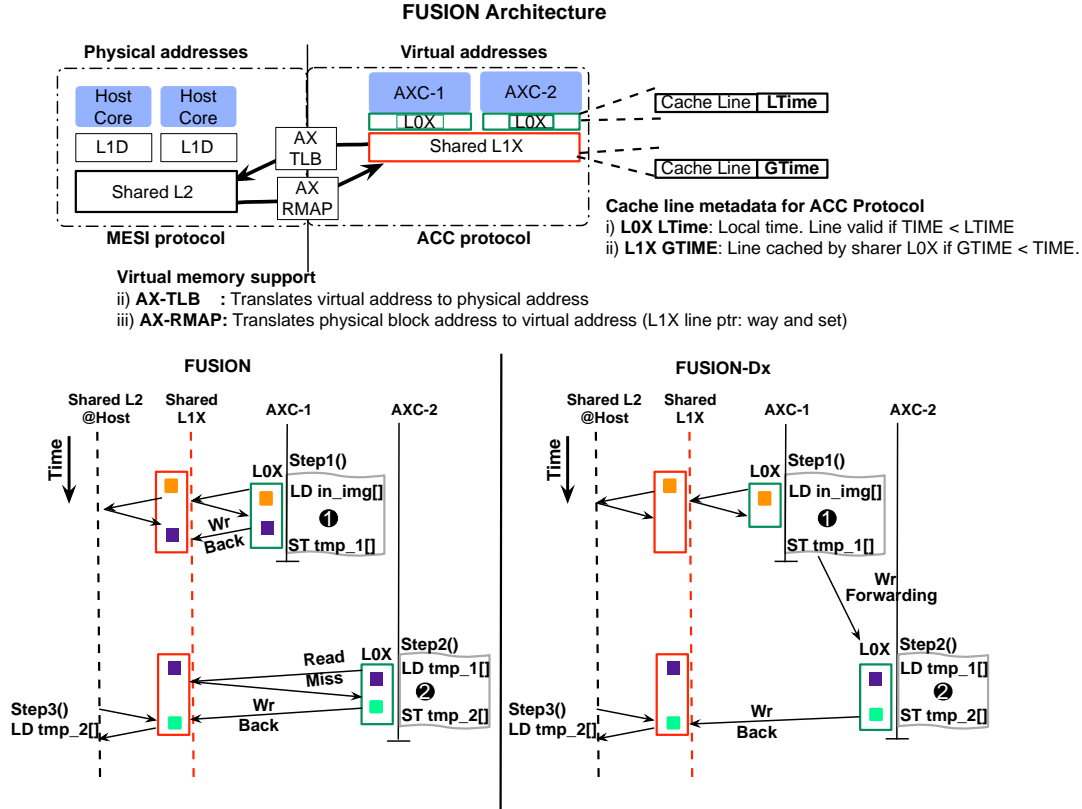 FUSION Architecture
Physical addresses
Virtual addresses
Host Core
Host Core
AXC-1
AXC-2
L0X
L0X
L1D
L1D
AX TLB
Shared L1X
Shared L2
AX RMAP
MESI protocol
ACC protocol
Cache Line LTime
Cache Line GTime
Cache line metadata for ACC Protocol
i) L0X LTime: Local time. Line valid if TIME < LTIME
ii) L1X GTIME: Line cached by sharer L0X if GTIME < TIME.
Virtual memory support
ii) AX-TLB : Translates virtual address to physical address
iii) AX-RMAP: Translates physical block address to virtual address (L1X line ptr: way and set)
FUSION
Shared L2 @Host
Shared L1X
AXC-1
AXC-2
Time
L0X
Step1()
LD in_img[]
1
ST tmp_1[]
Wr Back
L0X
Step2()
LD tmp_1[]
2
ST tmp_2[]
Read Miss
Wr Back
Step3()
LD tmp_2[]
FUSION-Dx
Shared L2 @Host
Shared L1X
AXC-1
AXC-2
Time
L0X
Step1()
LD in_img[]
1
ST tmp_1[]
Wr Forwarding
L0X
Step2()
LD tmp_1[]
2
ST tmp_2[]
Wr Back
Step3()
LD tmp_2[]